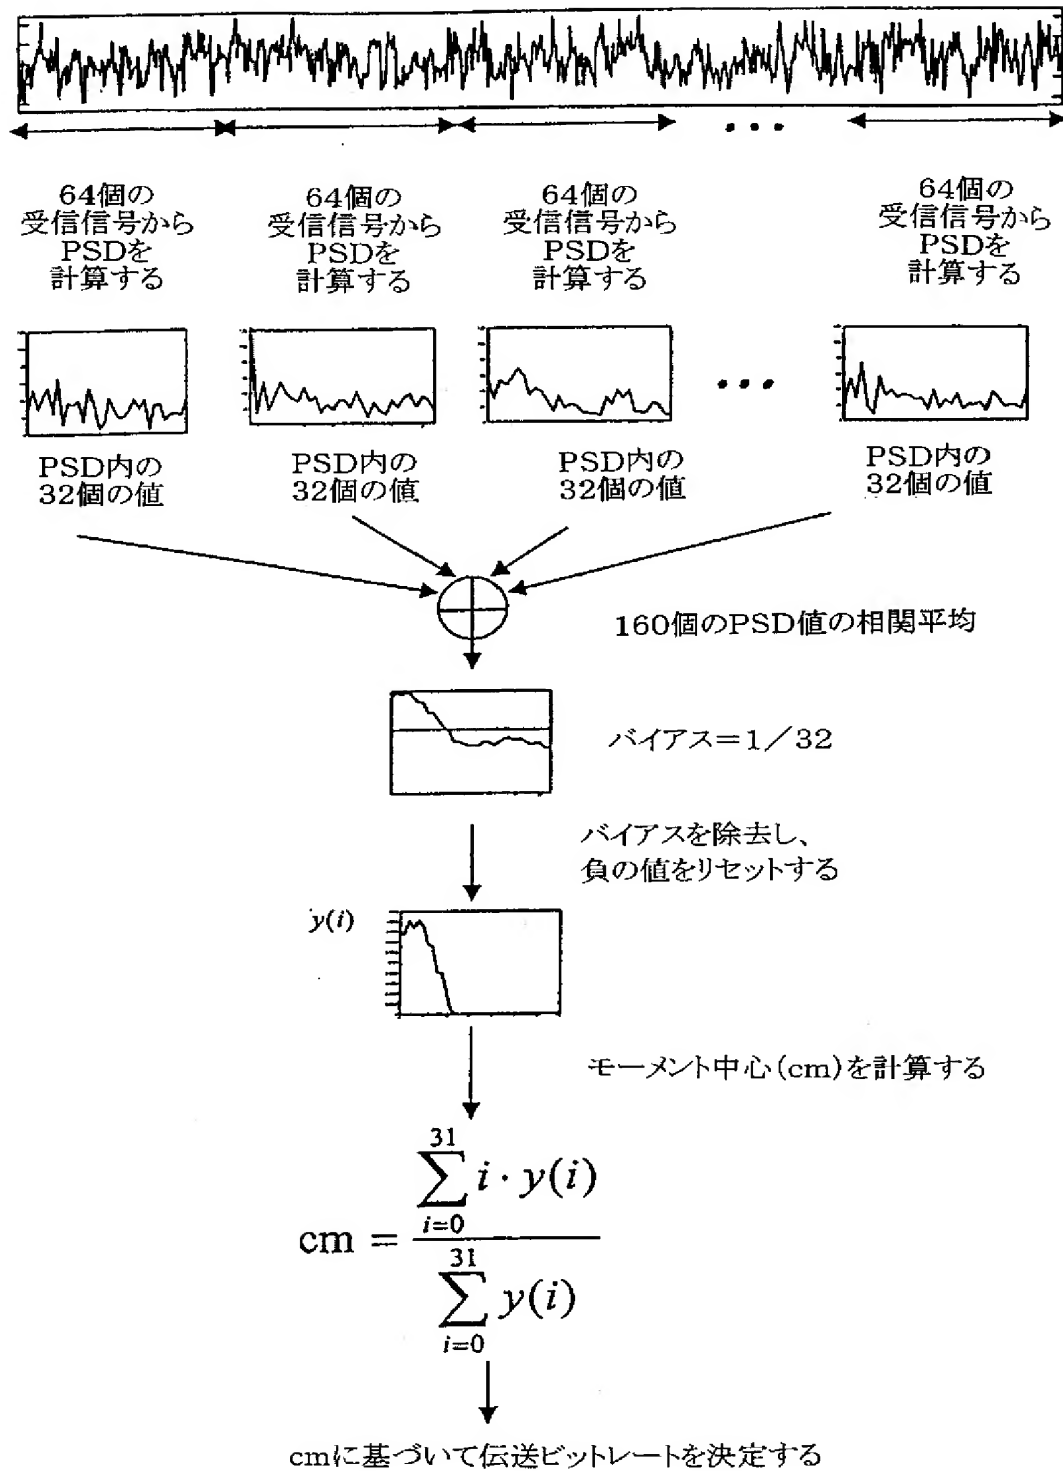 64個の
受信信号から
PSDを
計算する
64個の
受信信号から
PSDを
計算する
64個の
受信信号から
PSDを
計算する
64個の
受信信号から
PSDを
計算する
PSD内の
32個の値
PSD内の
32個の値
PSD内の
32個の値
PSD内の
32個の値
160個のPSD値の相関平均
バイアス=1／32
バイアスを除去し、
負の値をリセットする
y(i)
モーメント中心(cm)を計算する
cm = \frac{\sum_{i=0}^{31} i · y(i)}{\sum_{i=0}^{31} y(i)}
cmに基づいて伝送ビットレートを決定する